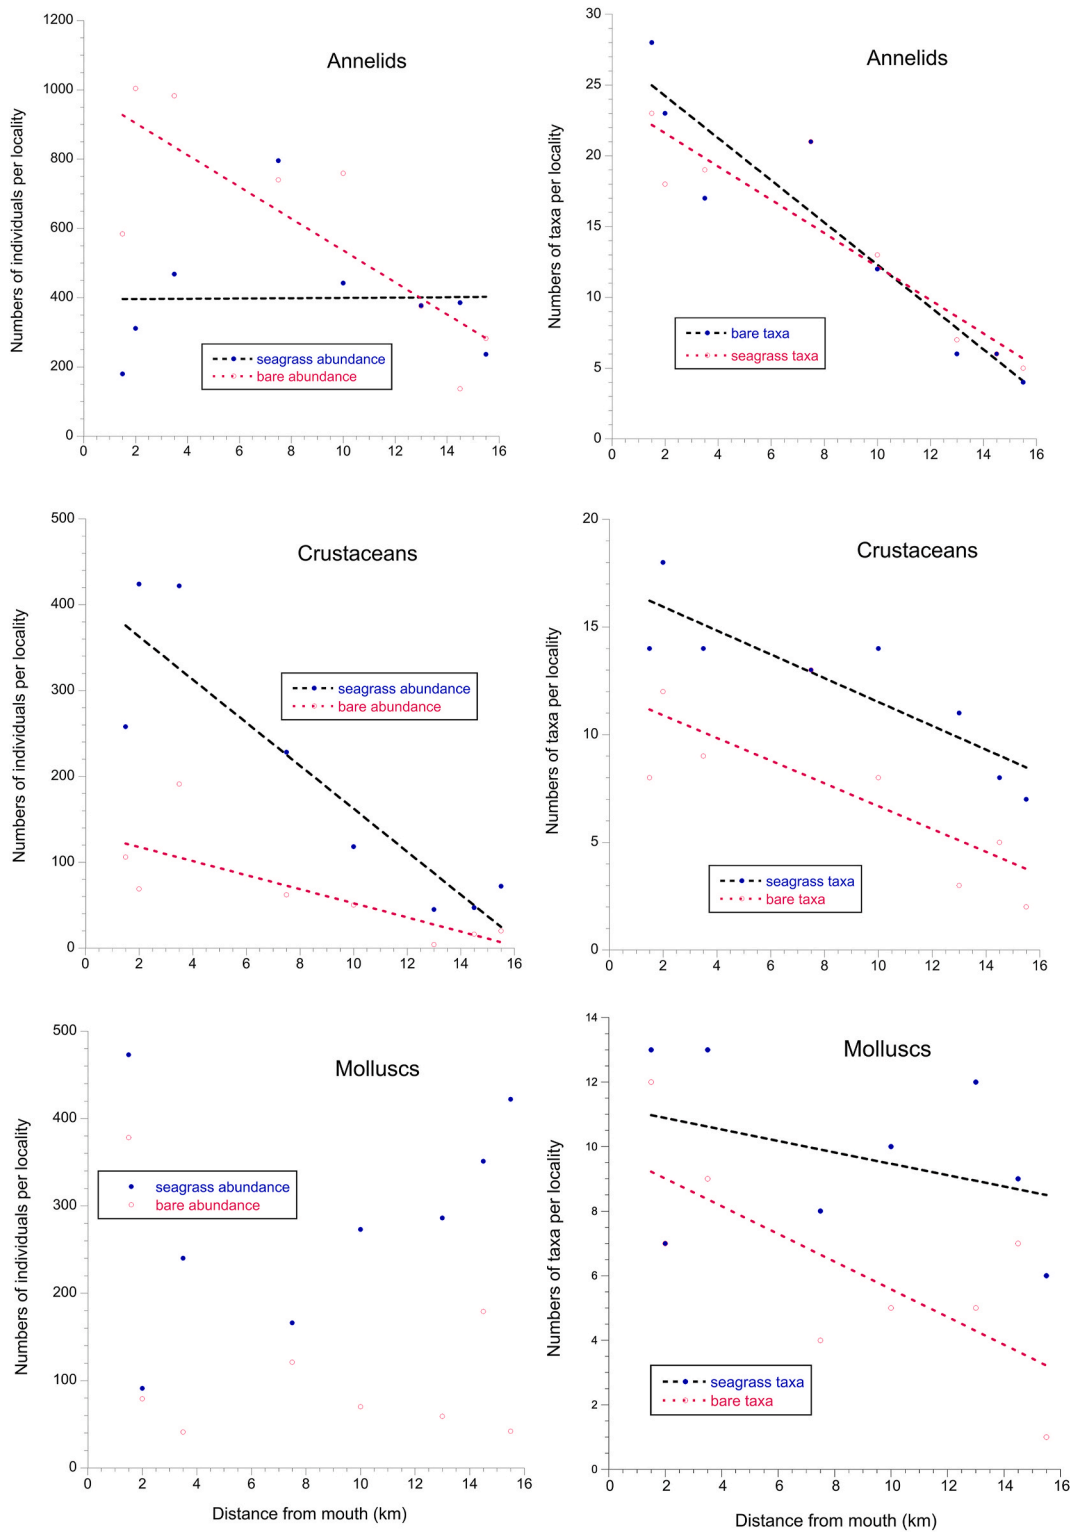 Annelids
Numbers of individuals per locality
1200
1000
800
600
400
200
0
seagrass abundance
bare abundance
0 2 4 6 8 10 12 14 16
Annelids
Numbers of taxa per locality
30
25
20
15
10
5
0
bare taxa
seagrass taxa
0 2 4 6 8 10 12 14 16
Crustaceans
Numbers of individuals per locality
500
400
300
200
100
0
seagrass abundance
bare abundance
0 2 4 6 8 10 12 14 16
Crustaceans
Numbers of taxa per locality
20
15
10
5
0
seagrass taxa
bare taxa
0 2 4 6 8 10 12 14 16
Molluscs
Numbers of individuals per locality
500
400
300
200
100
0
seagrass abundance
bare abundance
0 2 4 6 8 10 12 14 16
Distance from mouth (km)
Molluscs
Numbers of taxa per locality
14
12
10
8
6
4
2
0
seagrass taxa
bare taxa
0 2 4 6 8 10 12 14 16
Distance from mouth (km)